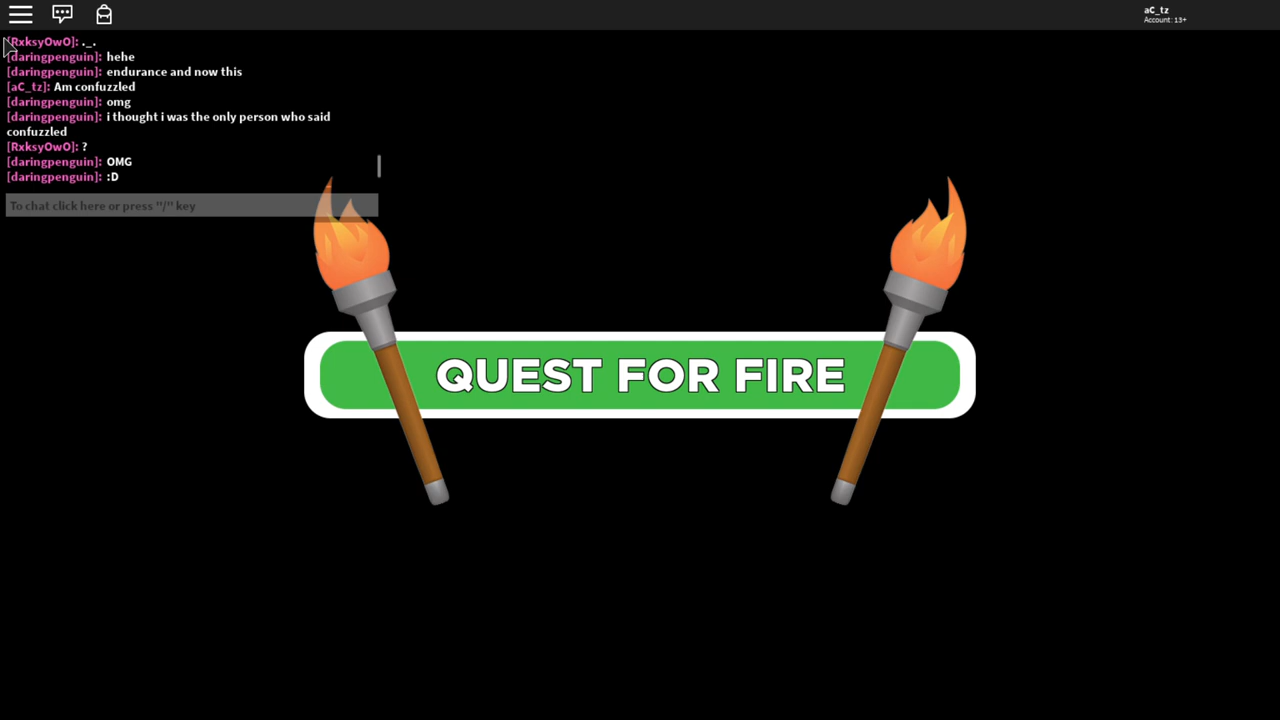 aC_tz
Account: 13+
[RxksyOwO]: ._.
[daringpenguin]: hehe
[daringpenguin]: endurance and now this
[aC_tz]: Am confuzzled
[daringpenguin]: omg
[daringpenguin]: i thought i was the only person who said
confuzzled
[RxksyOwO]: ?
[daringpenguin]: OMG
[daringpenguin]: :D
To chat click here or press "/" key
QUEST FOR FIRE